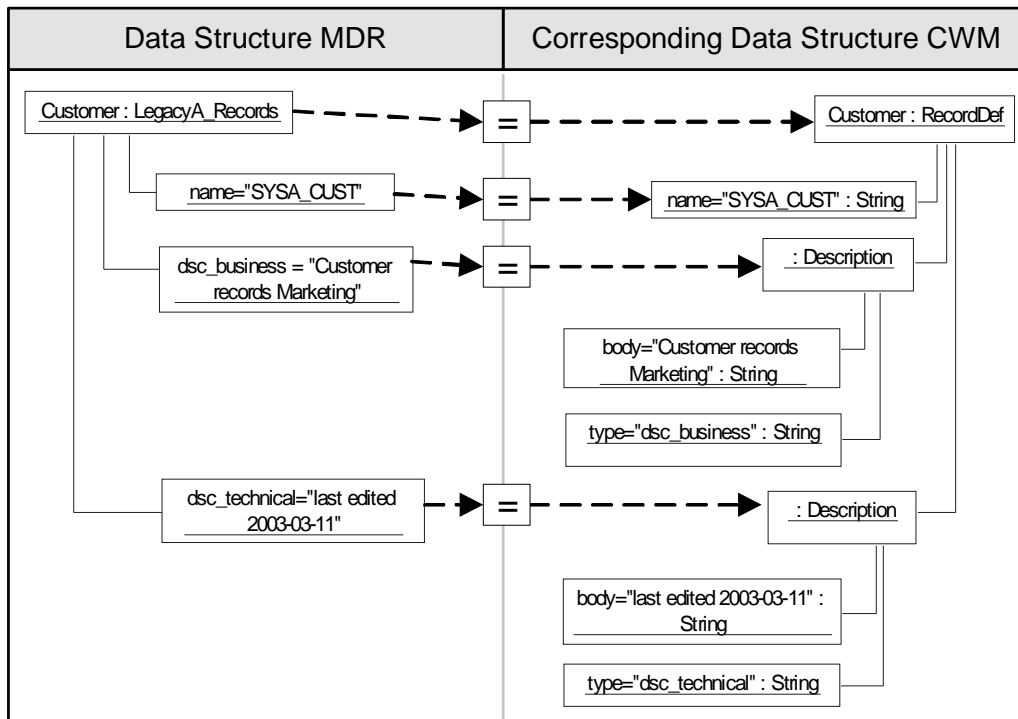 Data Structure MDR
Corresponding Data Structure CWM
Customer : LegacyA_Records
=
Customer : RecordDef
name="SYSA_CUST"
=
name="SYSA_CUST" : String
dsc_business = "Customer
records Marketing"
=
: Description
body="Customer records
Marketing" : String
type="dsc_business" : String
dsc_technical="last edited
2003-03-11"
=
: Description
body="last edited 2003-03-11" :
String
type="dsc_technical" : String